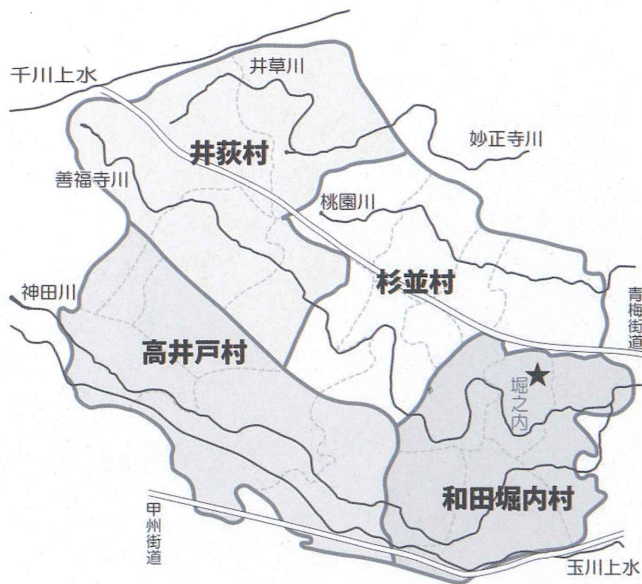 千川上水
井草川
妙正寺川
井荻村
善福寺川
桃園川
杉並村
青梅街道
神田川
高井戸村
堀之内
和田堀内村
甲州街道
玉川上水